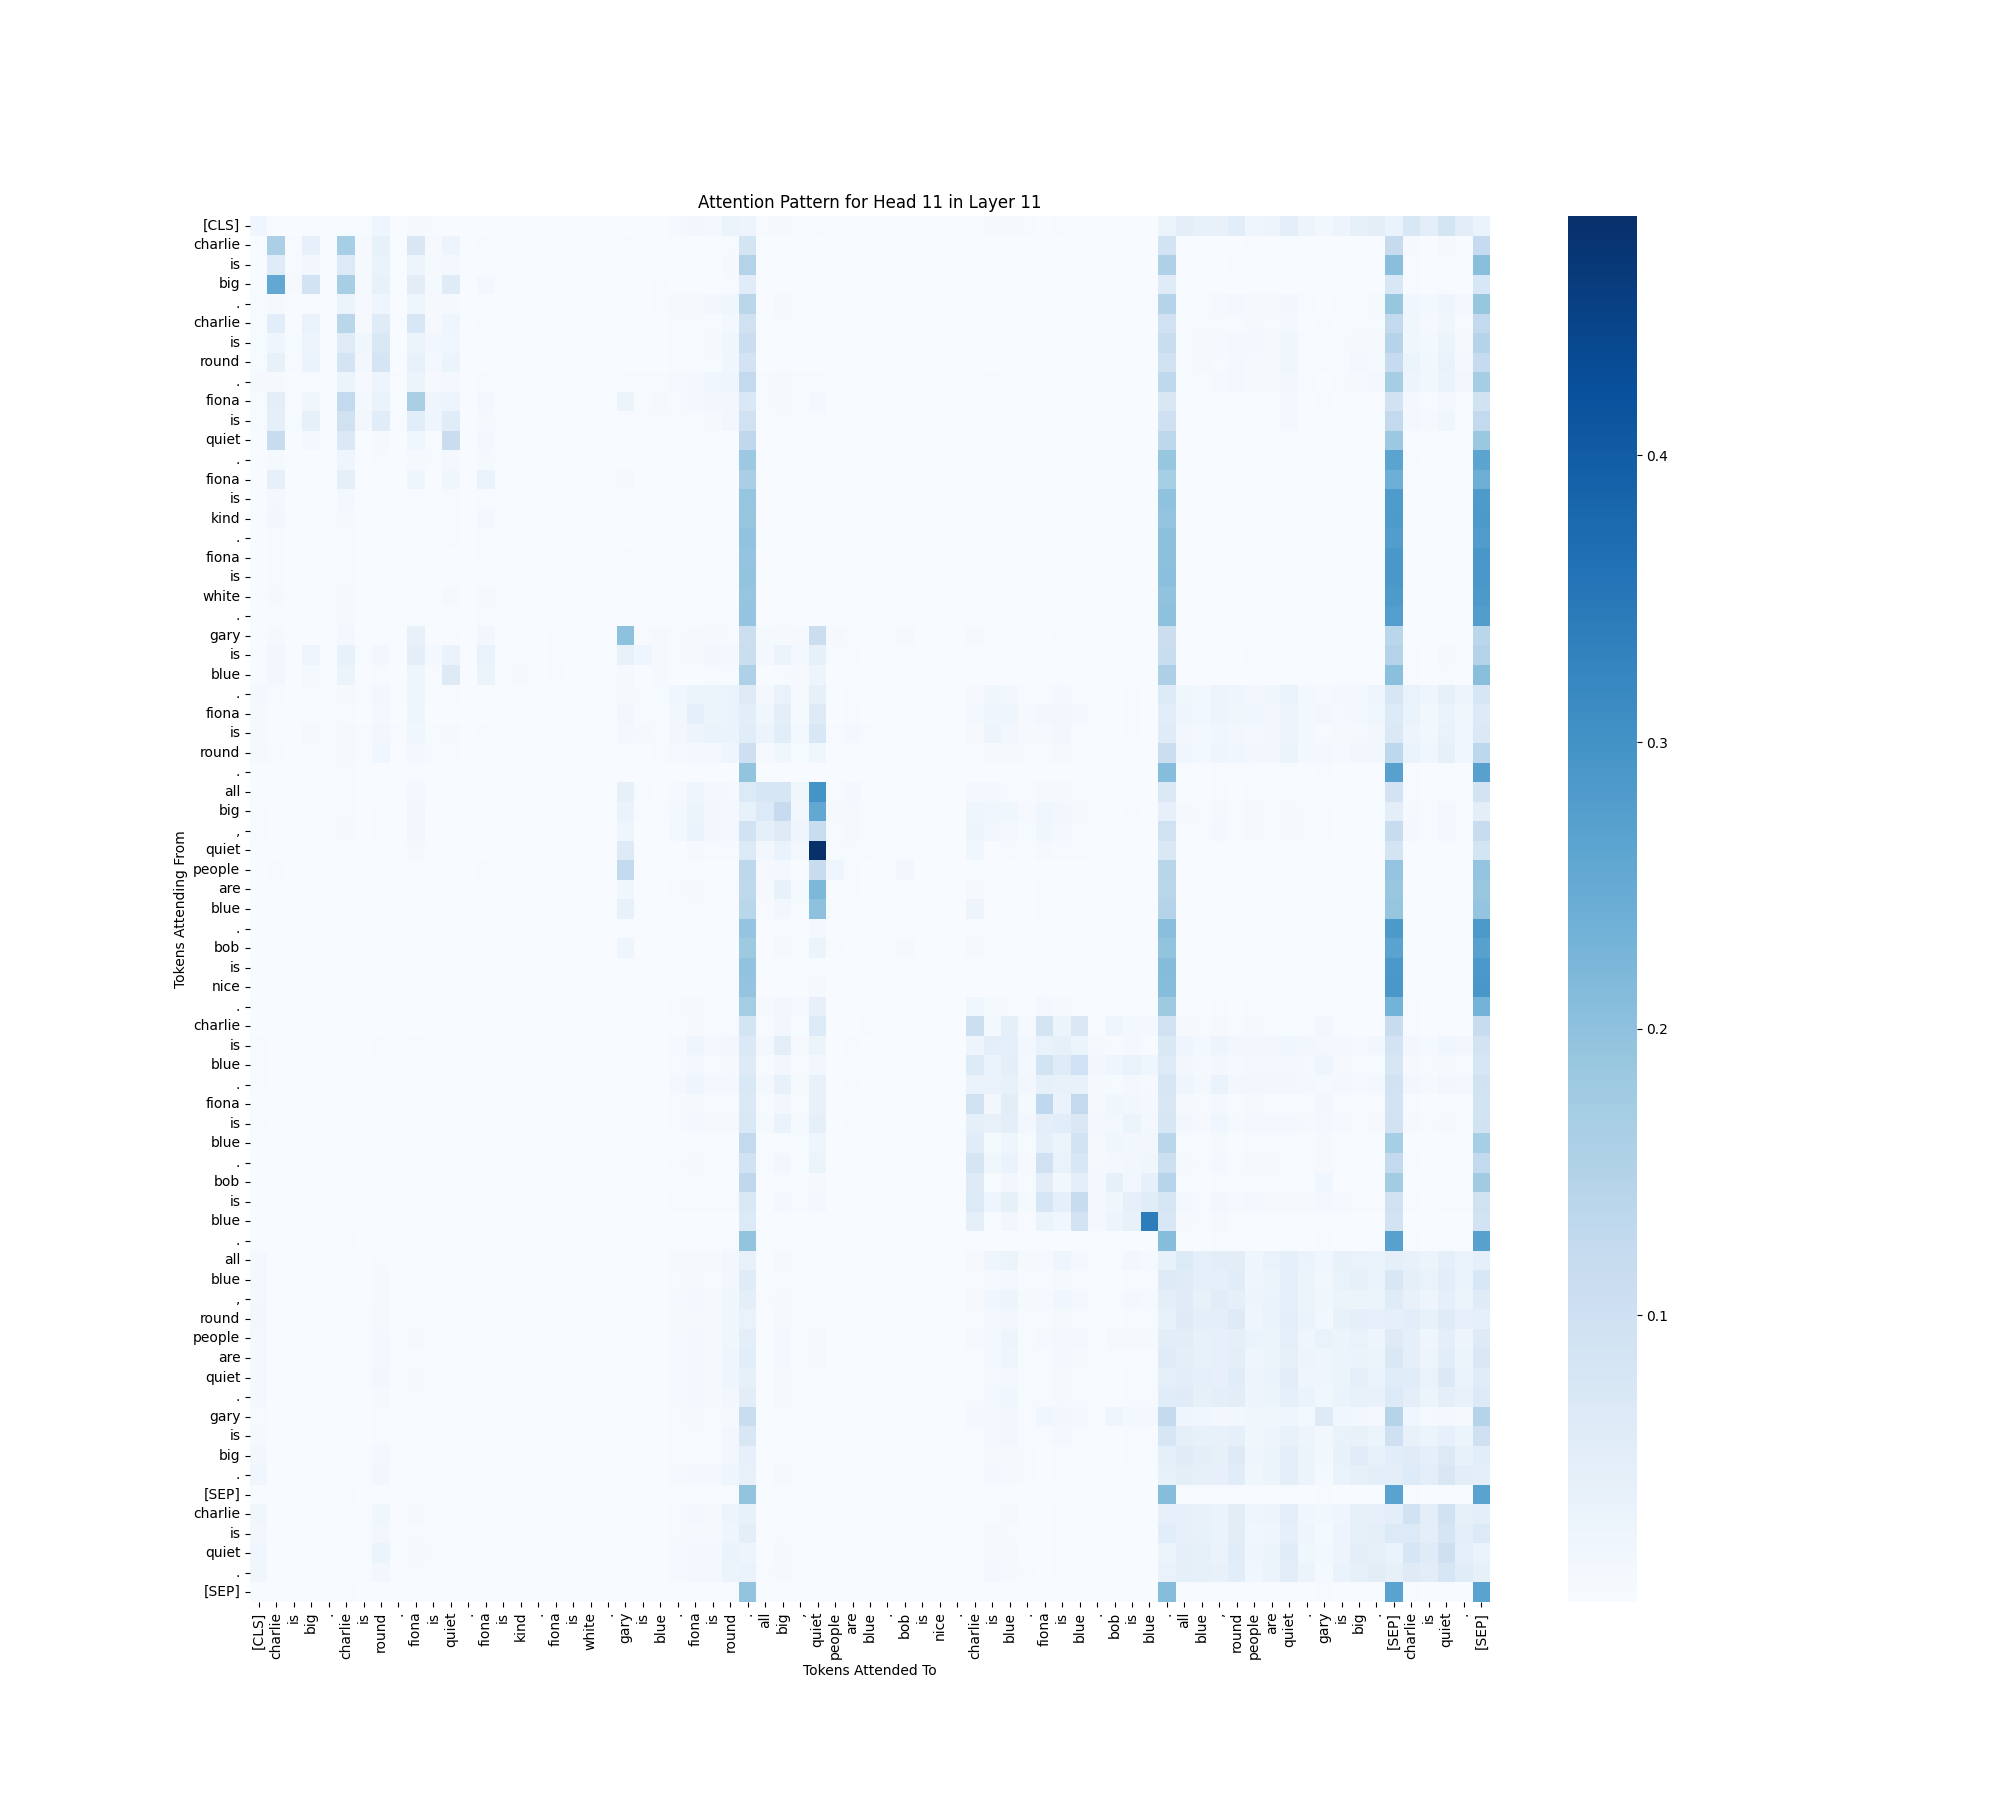 Attention Pattern for Head 11 in Layer 11
[CLS]
charlie
is
big
.
charlie
is
round
.
fiona
is
quiet
.
fiona
is
kind
.
fiona
is
white
.
gary
is
blue
.
fiona
is
round
.
all
big
,
quiet
people
are
blue
.
bob
is
nice
.
charlie
is
blue
.
fiona
is
blue
.
bob
is
blue
.
all
blue
,
round
people
are
quiet
.
gary
is
big
.
[SEP]
charlie
is
quiet
.
[SEP]
Tokens Attending From
[CLS]
charlie
is
big
.
charlie
is
round
.
fiona
is
quiet
.
fiona
is
kind
.
fiona
is
white
.
gary
is
blue
.
fiona
is
round
.
all
big
,
quiet
people
are
blue
.
bob
is
nice
.
charlie
is
blue
.
fiona
is
blue
.
bob
is
blue
.
all
blue
,
round
people
are
quiet
.
gary
is
big
.
[SEP]
charlie
is
quiet
.
[SEP]
Tokens Attended To
0.4
0.3
0.2
0.1